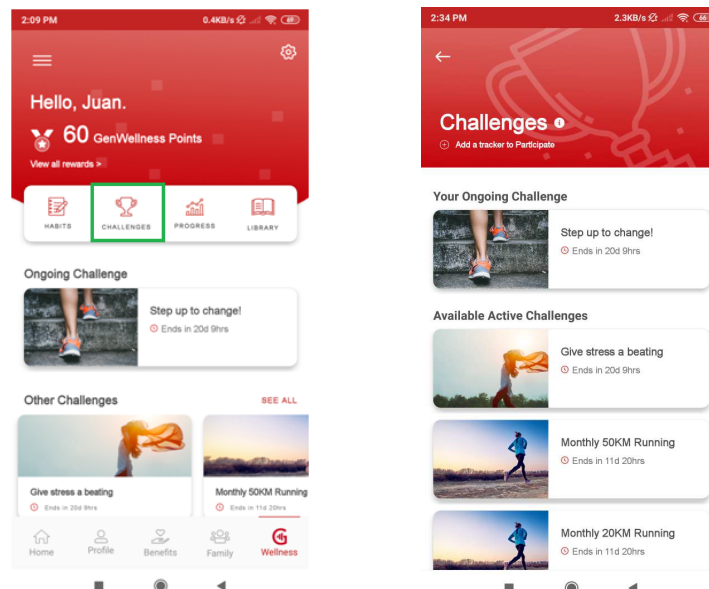 2:09 PM 0.4KB/s 69
Hello, Juan.
60 GenWellness Points
View all rewards >
HABITS CHALLENGES PROGRESS LIBRARY
Ongoing Challenge
Step up to change!
Ends in 20d 9hrs
Other Challenges SEE ALL
Give stress a beating
Ends in 20d 9hrs
Monthly 50KM Running
Ends in 11d 20hrs
Home Profile Benefits Family Wellness
2:34 PM 2.3KB/s 66
Challenges
Add a tracker to Participate
Your Ongoing Challenge
Step up to change!
Ends in 20d 9hrs
Available Active Challenges
Give stress a beating
Ends in 20d 9hrs
Monthly 50KM Running
Ends in 11d 20hrs
Monthly 20KM Running
Ends in 11d 20hrs